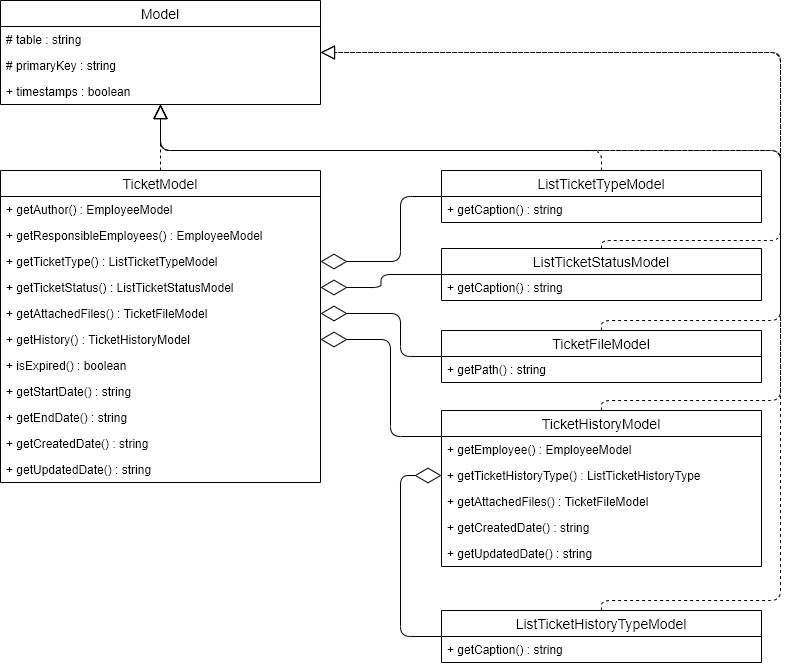 Model
# table : string
# primaryKey : string
+ timestamps : boolean
TicketModel
+ getAuthor() : EmployeeModel
+ getResponsibleEmployees() : EmployeeModel
+ getTicketType() : ListTicketTypeModel
+ getTicketStatus() : ListTicketStatusModel
+ getAttachedFiles() : TicketFileModel
+ getHistory() : TicketHistoryModel
+ isExpired() : boolean
+ getStartDate() : string
+ getEndDate() : string
+ getCreatedDate() : string
+ getUpdatedDate() : string
ListTicketTypeModel
+ getCaption() : string
ListTicketStatusModel
+ getCaption() : string
TicketFileModel
+ getPath() : string
TicketHistoryModel
+ getEmployee() : EmployeeModel
+ getTicketHistoryType() : ListTicketHistoryType
+ getAttachedFiles() : TicketFileModel
+ getCreatedDate() : string
+ getUpdatedDate() : string
ListTicketHistoryTypeModel
+ getCaption() : string